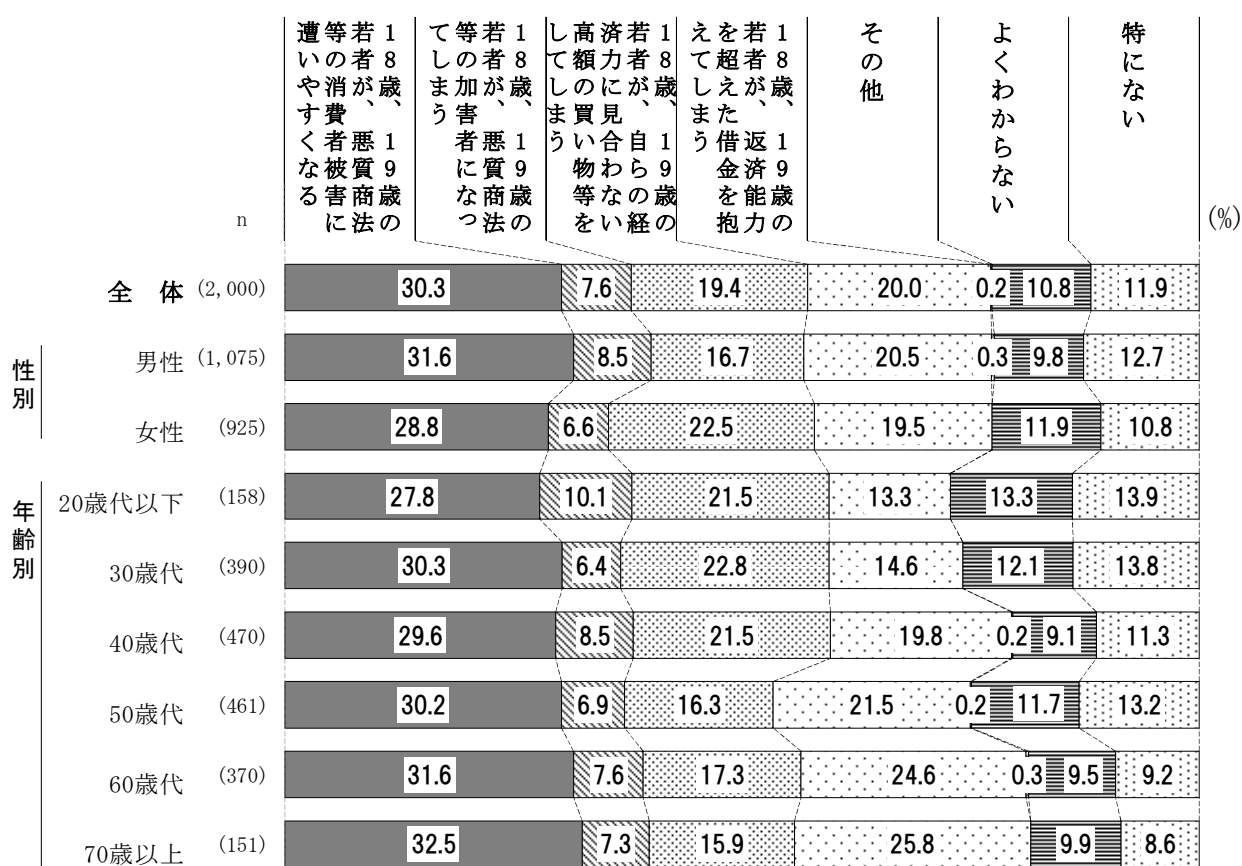 18歳、19歳の
若者が、悪質商法
等の消費者被害に
遭いやすくなる
18歳、19歳の
若者が、悪質商法
等の加害者になっ
てしまう
18歳、19歳の
若者が、自らの経
済力に見合わない
高額の買い物等を
してしまう
18歳、19歳の
若者が、返済能力
を超えた借金を抱
えてしまう
その他
よくわからない
特にない
n
(%)
全 体 (2,000) 30.3 7.6 19.4 20.0 0.2 10.8 11.9
性別
男性 (1,075) 31.6 8.5 16.7 20.5 0.3 9.8 12.7
女性 (925) 28.8 6.6 22.5 19.5 11.9 10.8
年齢別
20歳代以下 (158) 27.8 10.1 21.5 13.3 13.3 13.9
30歳代 (390) 30.3 6.4 22.8 14.6 12.1 13.8
40歳代 (470) 29.6 8.5 21.5 19.8 0.2 9.1 11.3
50歳代 (461) 30.2 6.9 16.3 21.5 0.2 11.7 13.2
60歳代 (370) 31.6 7.6 17.3 24.6 0.3 9.5 9.2
70歳以上 (151) 32.5 7.3 15.9 25.8 9.9 8.6